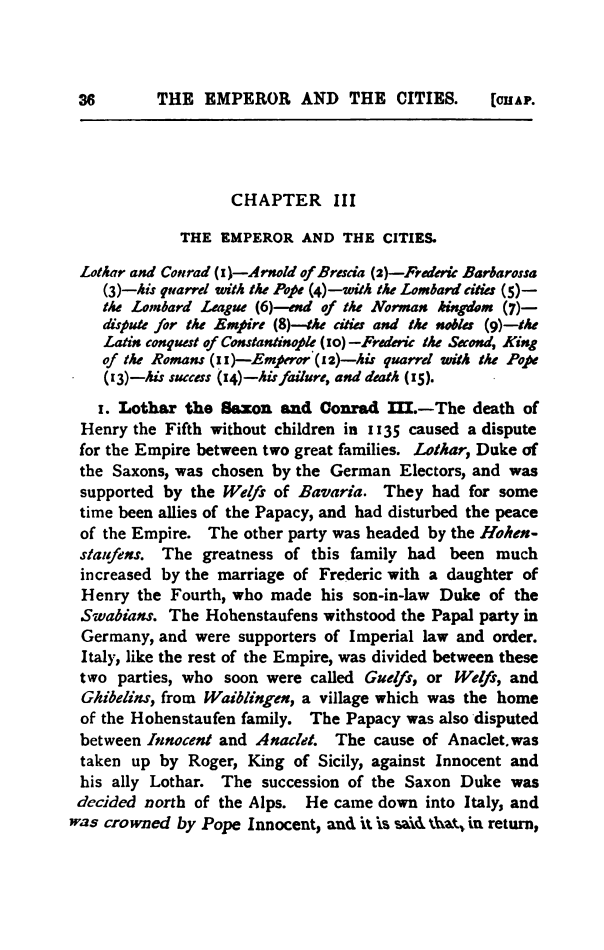 36 THE EMPEROR AND THE CITIES. [CHAP.
CHAPTER III
THE EMPEROR AND THE CITIES.
Lothar and Conrad (1)—Arnold of Brescia (2)—Frederic Barbarossa
(3)—his quarrel with the Pope (4)—with the Lombard cities (5)—
the Lombard League (6)—end of the Norman kingdom (7)—
dispute for the Empire (8)—the cities and the nobles (9)—the
Latin conquest of Constantinople (10)—Frederic the Second, King
of the Romans (11)—Emperor (12)—his quarrel with the Pope
(13)—his success (14)—his failure, and death (15).
1. Lothar the Saxon and Conrad III.—The death of
Henry the Fifth without children in 1135 caused a dispute
for the Empire between two great families. Lothar, Duke of
the Saxons, was chosen by the German Electors, and was
supported by the Welfs of Bavaria. They had for some
time been allies of the Papacy, and had disturbed the peace
of the Empire. The other party was headed by the Hohen-
staufens. The greatness of this family had been much
increased by the marriage of Frederic with a daughter of
Henry the Fourth, who made his son-in-law Duke of the
Swabians. The Hohenstaufens withstood the Papal party in
Germany, and were supporters of Imperial law and order.
Italy, like the rest of the Empire, was divided between these
two parties, who soon were called Guelfs, or Welfs, and
Ghibelins, from Waiblingen, a village which was the home
of the Hohenstaufen family. The Papacy was also disputed
between Innocent and Anaclet. The cause of Anaclet was
taken up by Roger, King of Sicily, against Innocent and
his ally Lothar. The succession of the Saxon Duke was
decided north of the Alps. He came down into Italy, and
was crowned by Pope Innocent, and it is said that, in return,